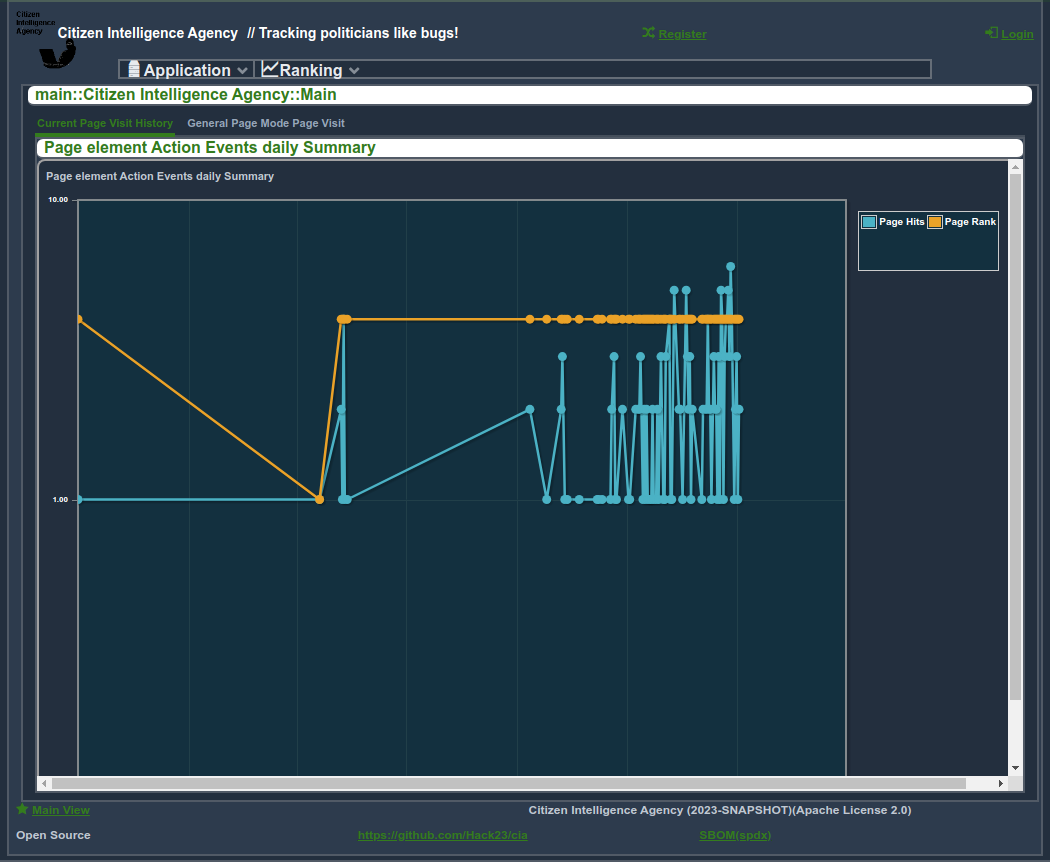 Citizen
Intelligence
Agency
Citizen Intelligence Agency // Tracking politicians like bugs!
Register
Login
Application
Ranking
main::Citizen Intelligence Agency::Main
Current Page Visit History
General Page Mode Page Visit
Page element Action Events daily Summary
Page element Action Events daily Summary
10.00
Page Hits
Page Rank
1.00
Main View
Citizen Intelligence Agency (2023-SNAPSHOT)(Apache License 2.0)
Open Source
https://github.com/Hack23/cia
SBOM(spdx)